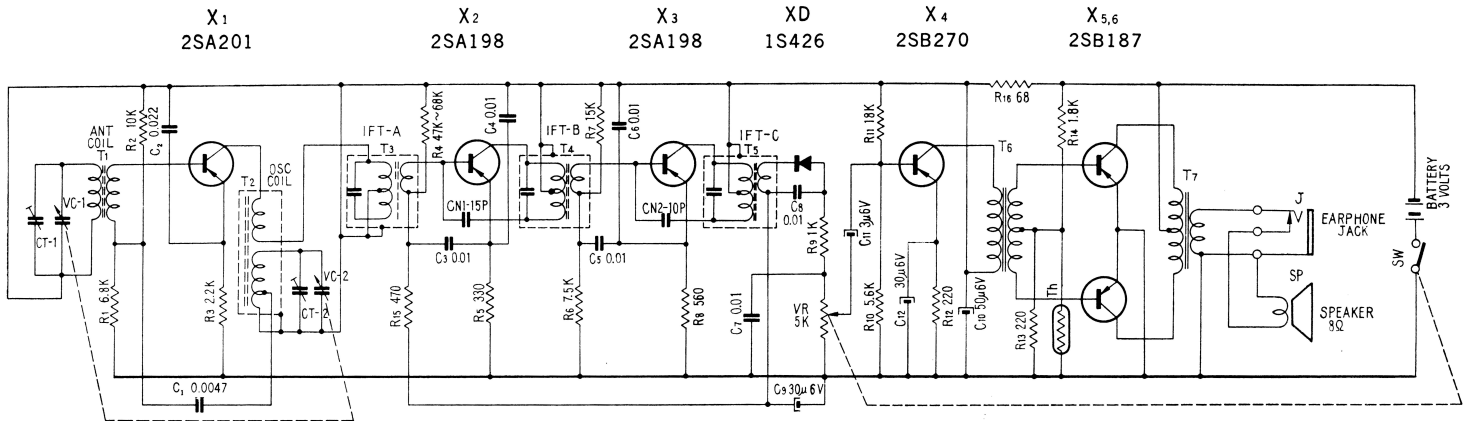 X1 X2 X3 XD X4 X5,6
2SA201 2SA198 2SA198 1S426 2SB270 2SB187
ANT
COIL
T1
R2 10K
C2 0.022
VC-1
CT-1
R1 6.8K
R3 2.2K
C1 0.0047
T2
OSC
COIL
CT-2
VC-2
IFT-A
T3
R4 47K~68K
C4 0.01
CN1-15P
C3 0.01
R15 470
R5 330
IFT-B
T4
R7 15K
C6 0.01
CN2-10P
C5 0.01
R6 7.5K
R8 560
IFT-C
T5
C8
0.01
R9 1K
C7 0.01
VR
5K
C9 30µ 6V
C11 3µ6V
R11 18K
R10 5.6K
C12 30µ6V
R12 220
C10 50µ6V
T6
R16 68
R14 1.8K
R13 220
Th
T7
J
EARPHONE
JACK
SP
SPEAKER
8Ω
BATTERY
3 VOLTS
SW